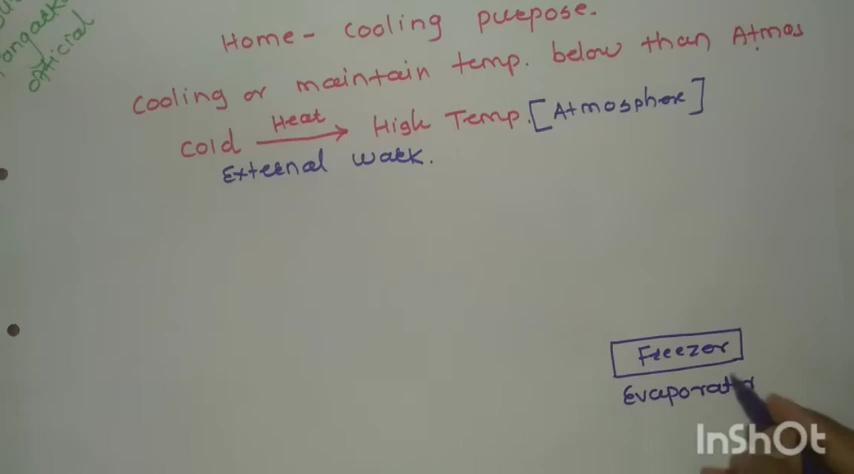 official
Home - cooling purpose.
cooling or maintain temp. below than Atmos
cold Heat → High Temp. [Atmosphere]
External work.
Freezer
Evaporator
InShOt